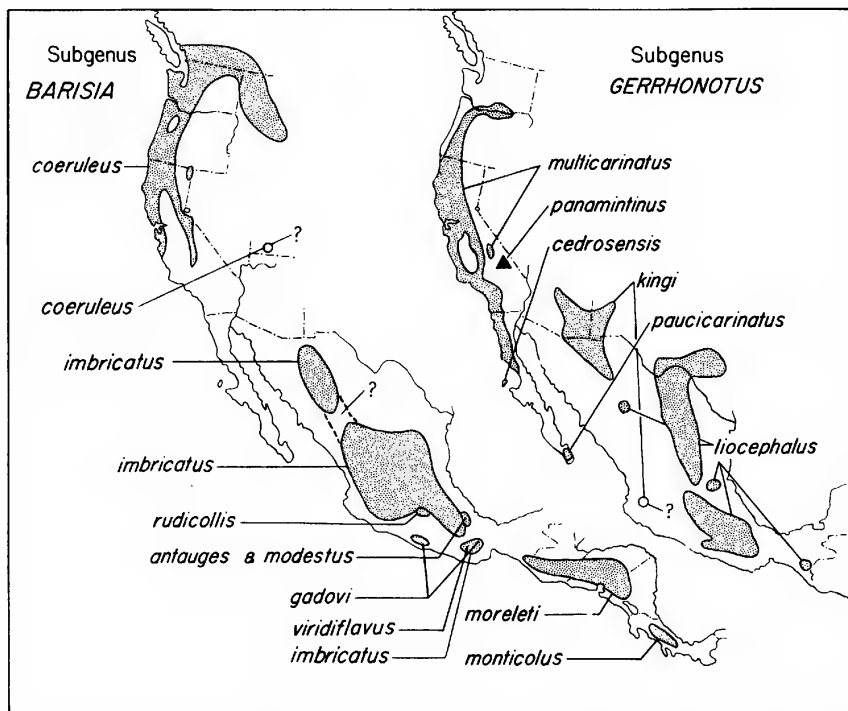 Subgenus
BARISIA
coeruleus
?
coeruleus
imbricatus
?
imbricatus
rudicollis
antauges & modestus
gadovi
viridiflavus
imbricatus
moreleti
monticolus
Subgenus
GERRHONOTUS
multicarinatus
panamintinus
cedrosensis
kingi
paucicarinatus
liocephalus
?